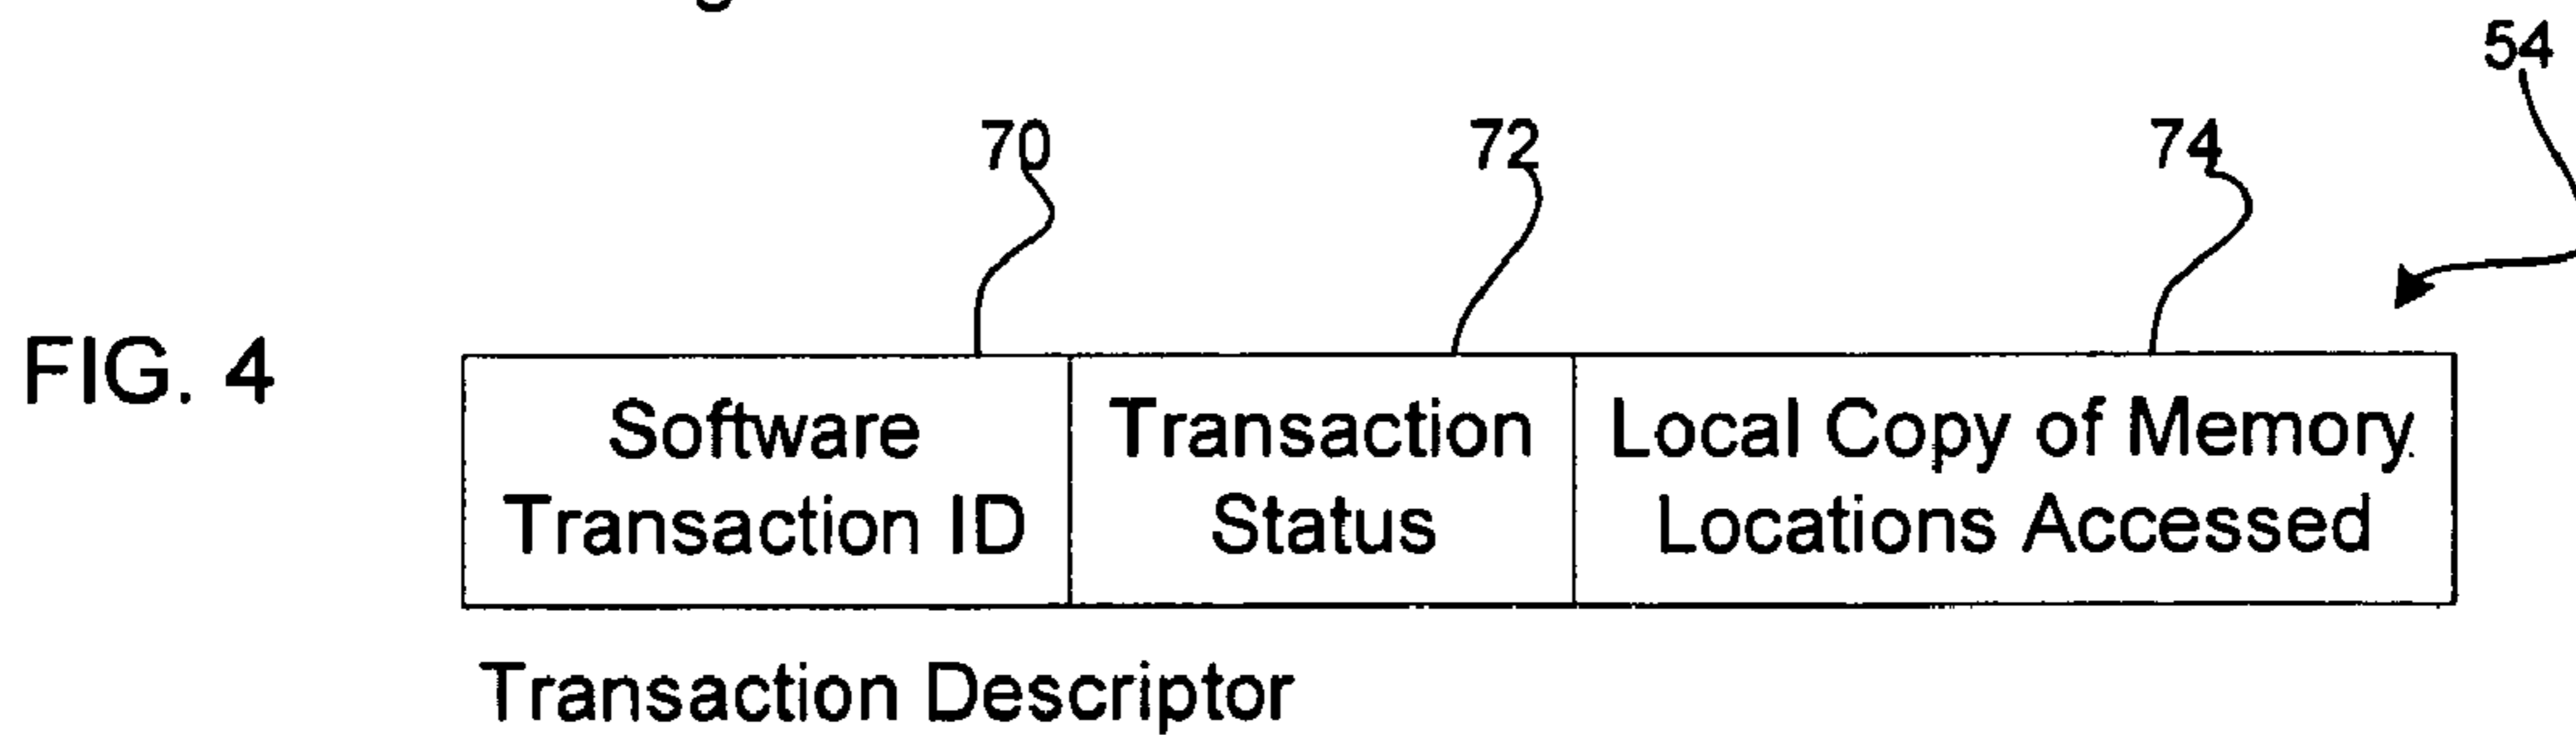 54
70 72 74
FIG. 4
Software Transaction Local Copy of Memory
Transaction ID Status Locations Accessed
Transaction Descriptor